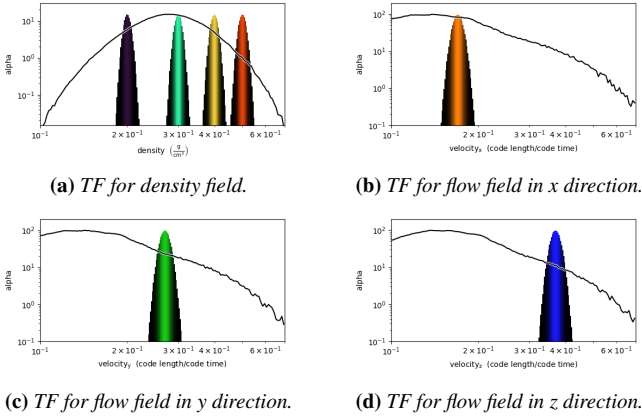 10¹
10⁰
10⁻¹
alpha
10⁻¹
2 × 10⁻¹
3 × 10⁻¹
4 × 10⁻¹
6 × 10⁻¹
density (g/cm³)
(a) TF for density field.
10²
10¹
10⁰
10⁻¹
alpha
10⁻¹
2 × 10⁻¹
3 × 10⁻¹
4 × 10⁻¹
6 × 10⁻¹
velocityₓ (code length/code time)
(b) TF for flow field in x direction.
10²
10¹
10⁰
10⁻¹
alpha
10⁻¹
2 × 10⁻¹
3 × 10⁻¹
4 × 10⁻¹
6 × 10⁻¹
velocity_y (code length/code time)
(c) TF for flow field in y direction.
10²
10¹
10⁰
10⁻¹
alpha
10⁻¹
2 × 10⁻¹
3 × 10⁻¹
4 × 10⁻¹
6 × 10⁻¹
velocity_z (code length/code time)
(d) TF for flow field in z direction.